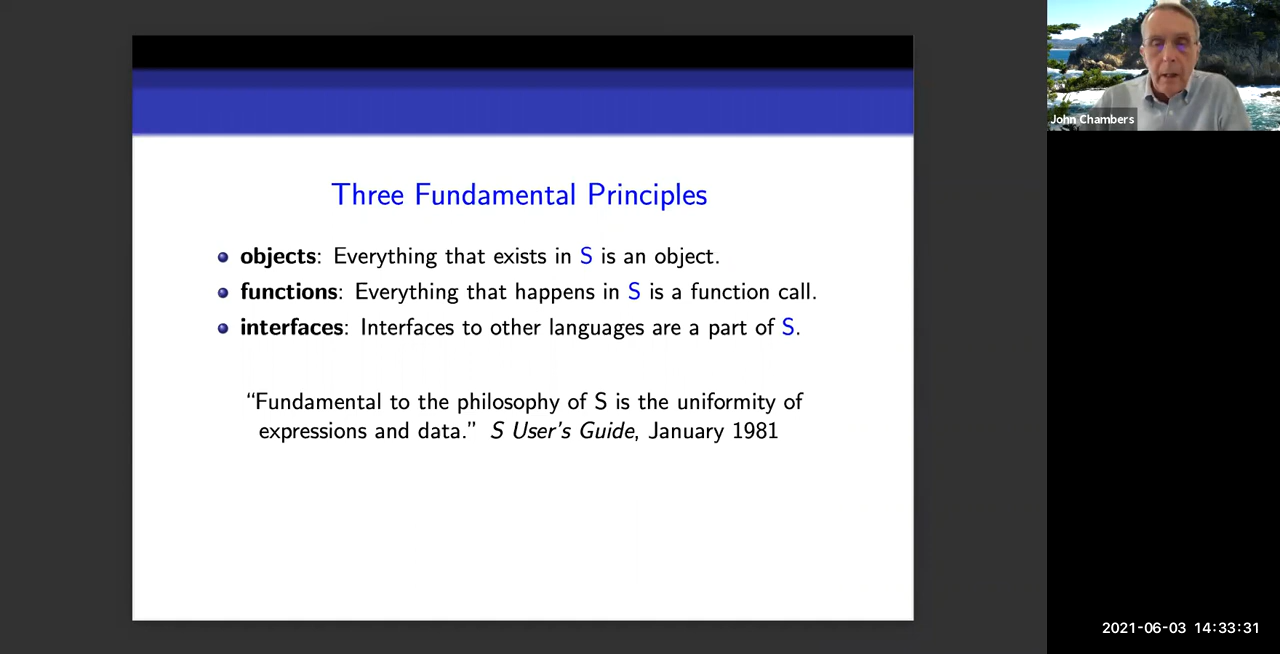 John Chambers
Three Fundamental Principles
objects: Everything that exists in S is an object.
functions: Everything that happens in S is a function call.
interfaces: Interfaces to other languages are a part of S.
“Fundamental to the philosophy of S is the uniformity of
expressions and data.” S User’s Guide, January 1981
2021-06-03 14:33:31